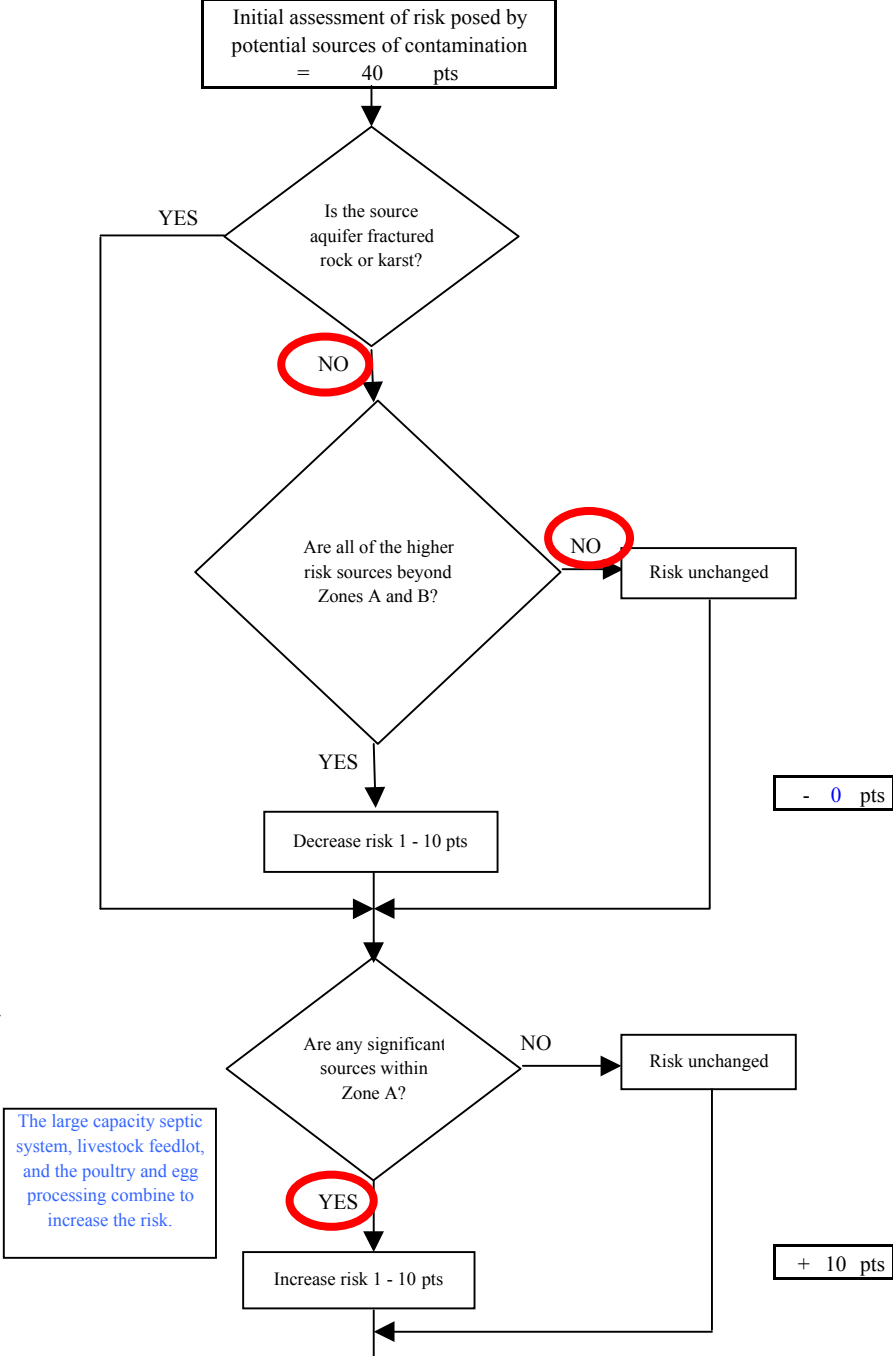 Initial assessment of risk posed by
potential sources of contamination
= 40 pts
YES
Is the source
aquifer fractured
rock or karst?
NO
Are all of the higher
risk sources beyond
Zones A and B?
NO
Risk unchanged
YES
- 0 pts
Decrease risk 1 - 10 pts
Are any significant
sources within
Zone A?
NO
Risk unchanged
The large capacity septic
system, livestock feedlot,
and the poultry and egg
processing combine to
increase the risk.
YES
+ 10 pts
Increase risk 1 - 10 pts